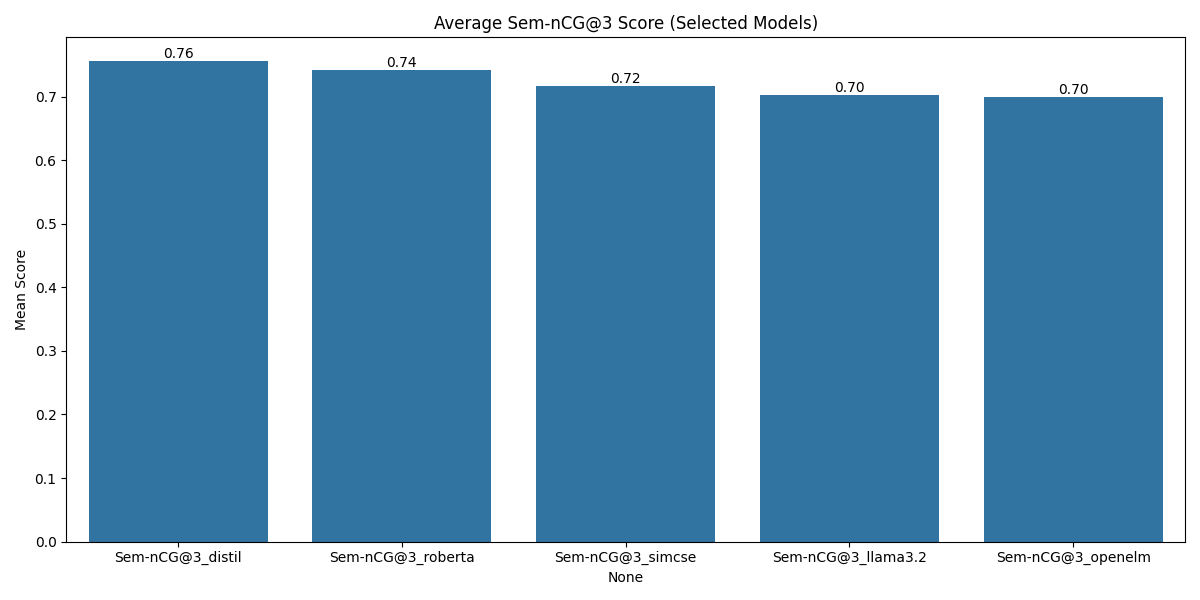 Average Sem-nCG@3 Score (Selected Models)
0.76
0.74
0.72
0.70
0.70
0.7
0.6
0.5
0.4
0.3
0.2
0.1
0.0
Mean Score
Sem-nCG@3_distil
Sem-nCG@3_roberta
Sem-nCG@3_simcse
Sem-nCG@3_llama3.2
Sem-nCG@3_openelm
None